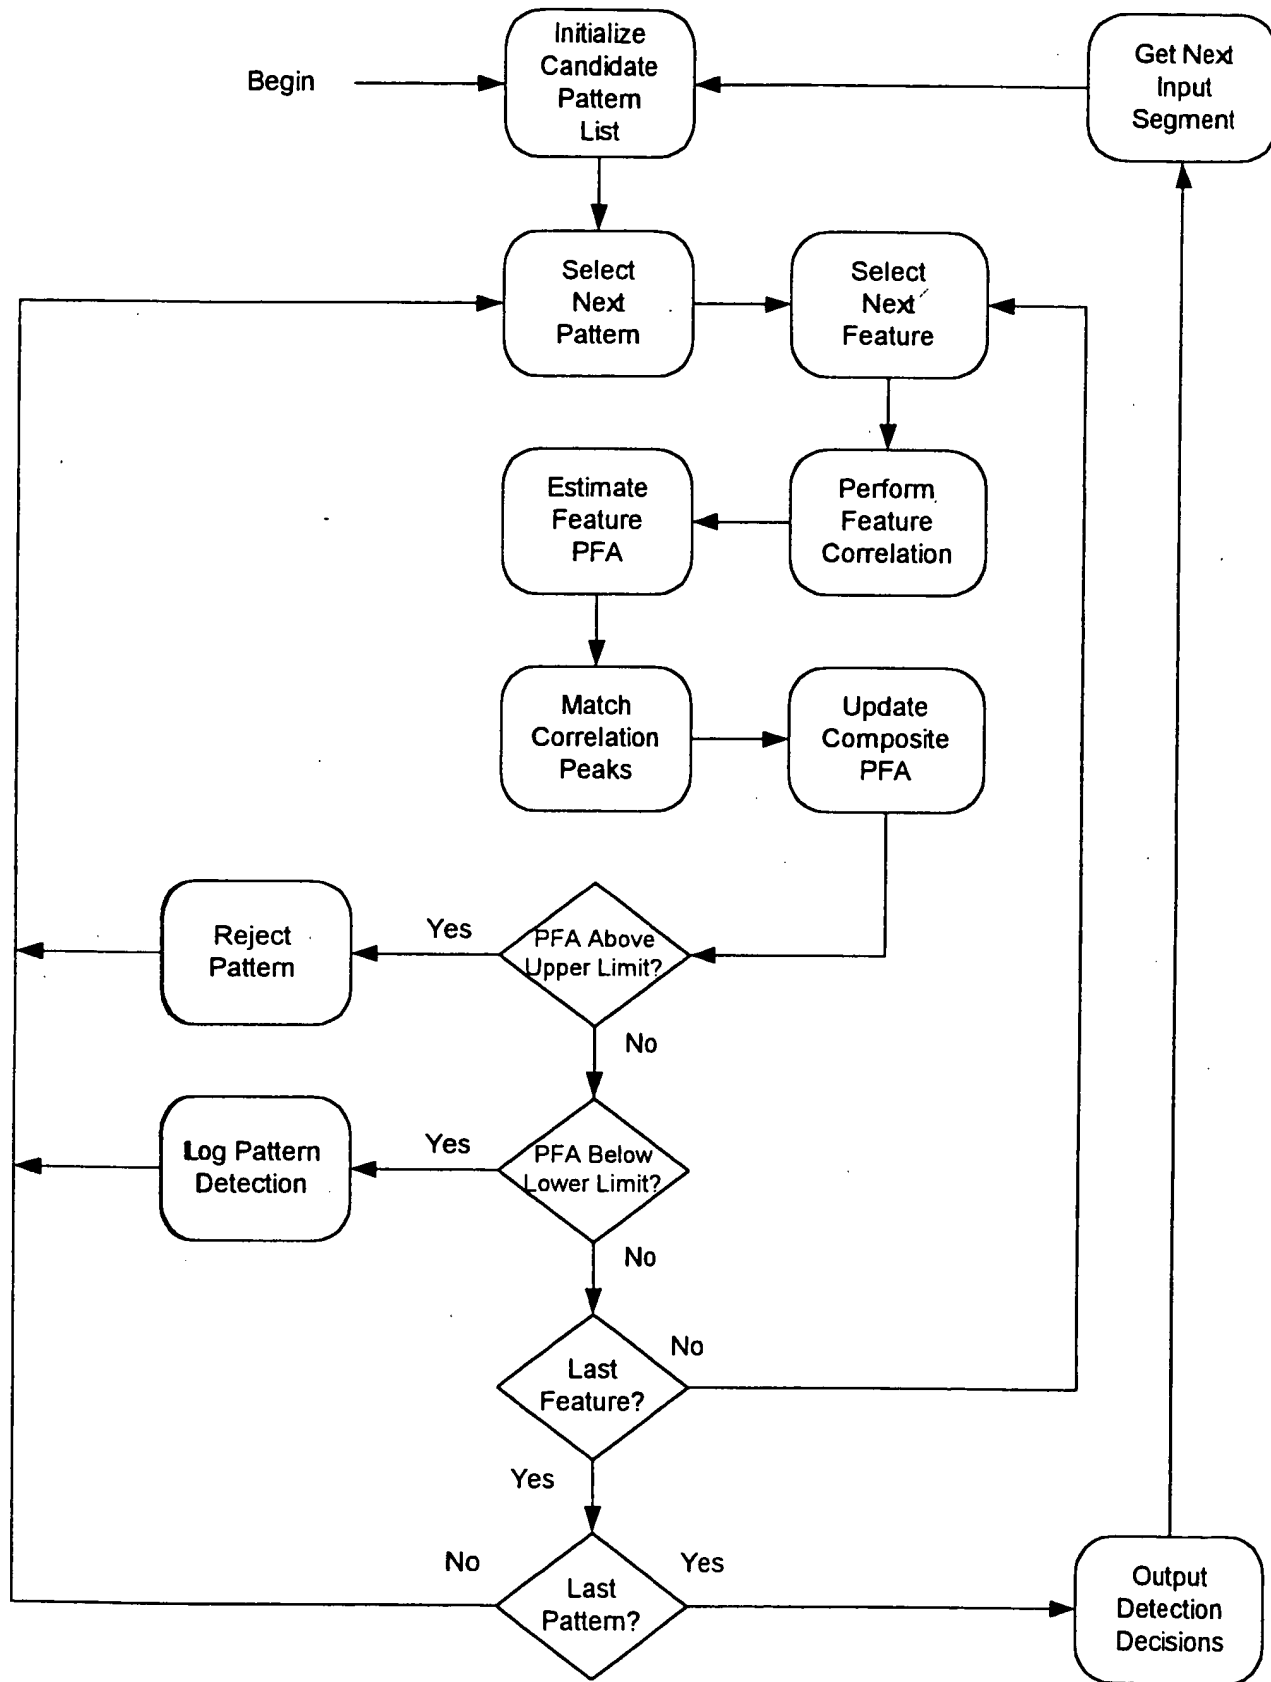 Begin
Initialize
Candidate
Pattern
List
Get Next
Input
Segment
Select
Next
Pattern
Select
Next
Feature
Estimate
Feature
PFA
Perform
Feature
Correlation
Match
Correlation
Peaks
Update
Composite
PFA
Reject
Pattern
Yes
PFA Above
Upper Limit?
No
Log Pattern
Detection
Yes
PFA Below
Lower Limit?
No
Last
Feature?
No
Yes
No
Last
Pattern?
Yes
Output
Detection
Decisions